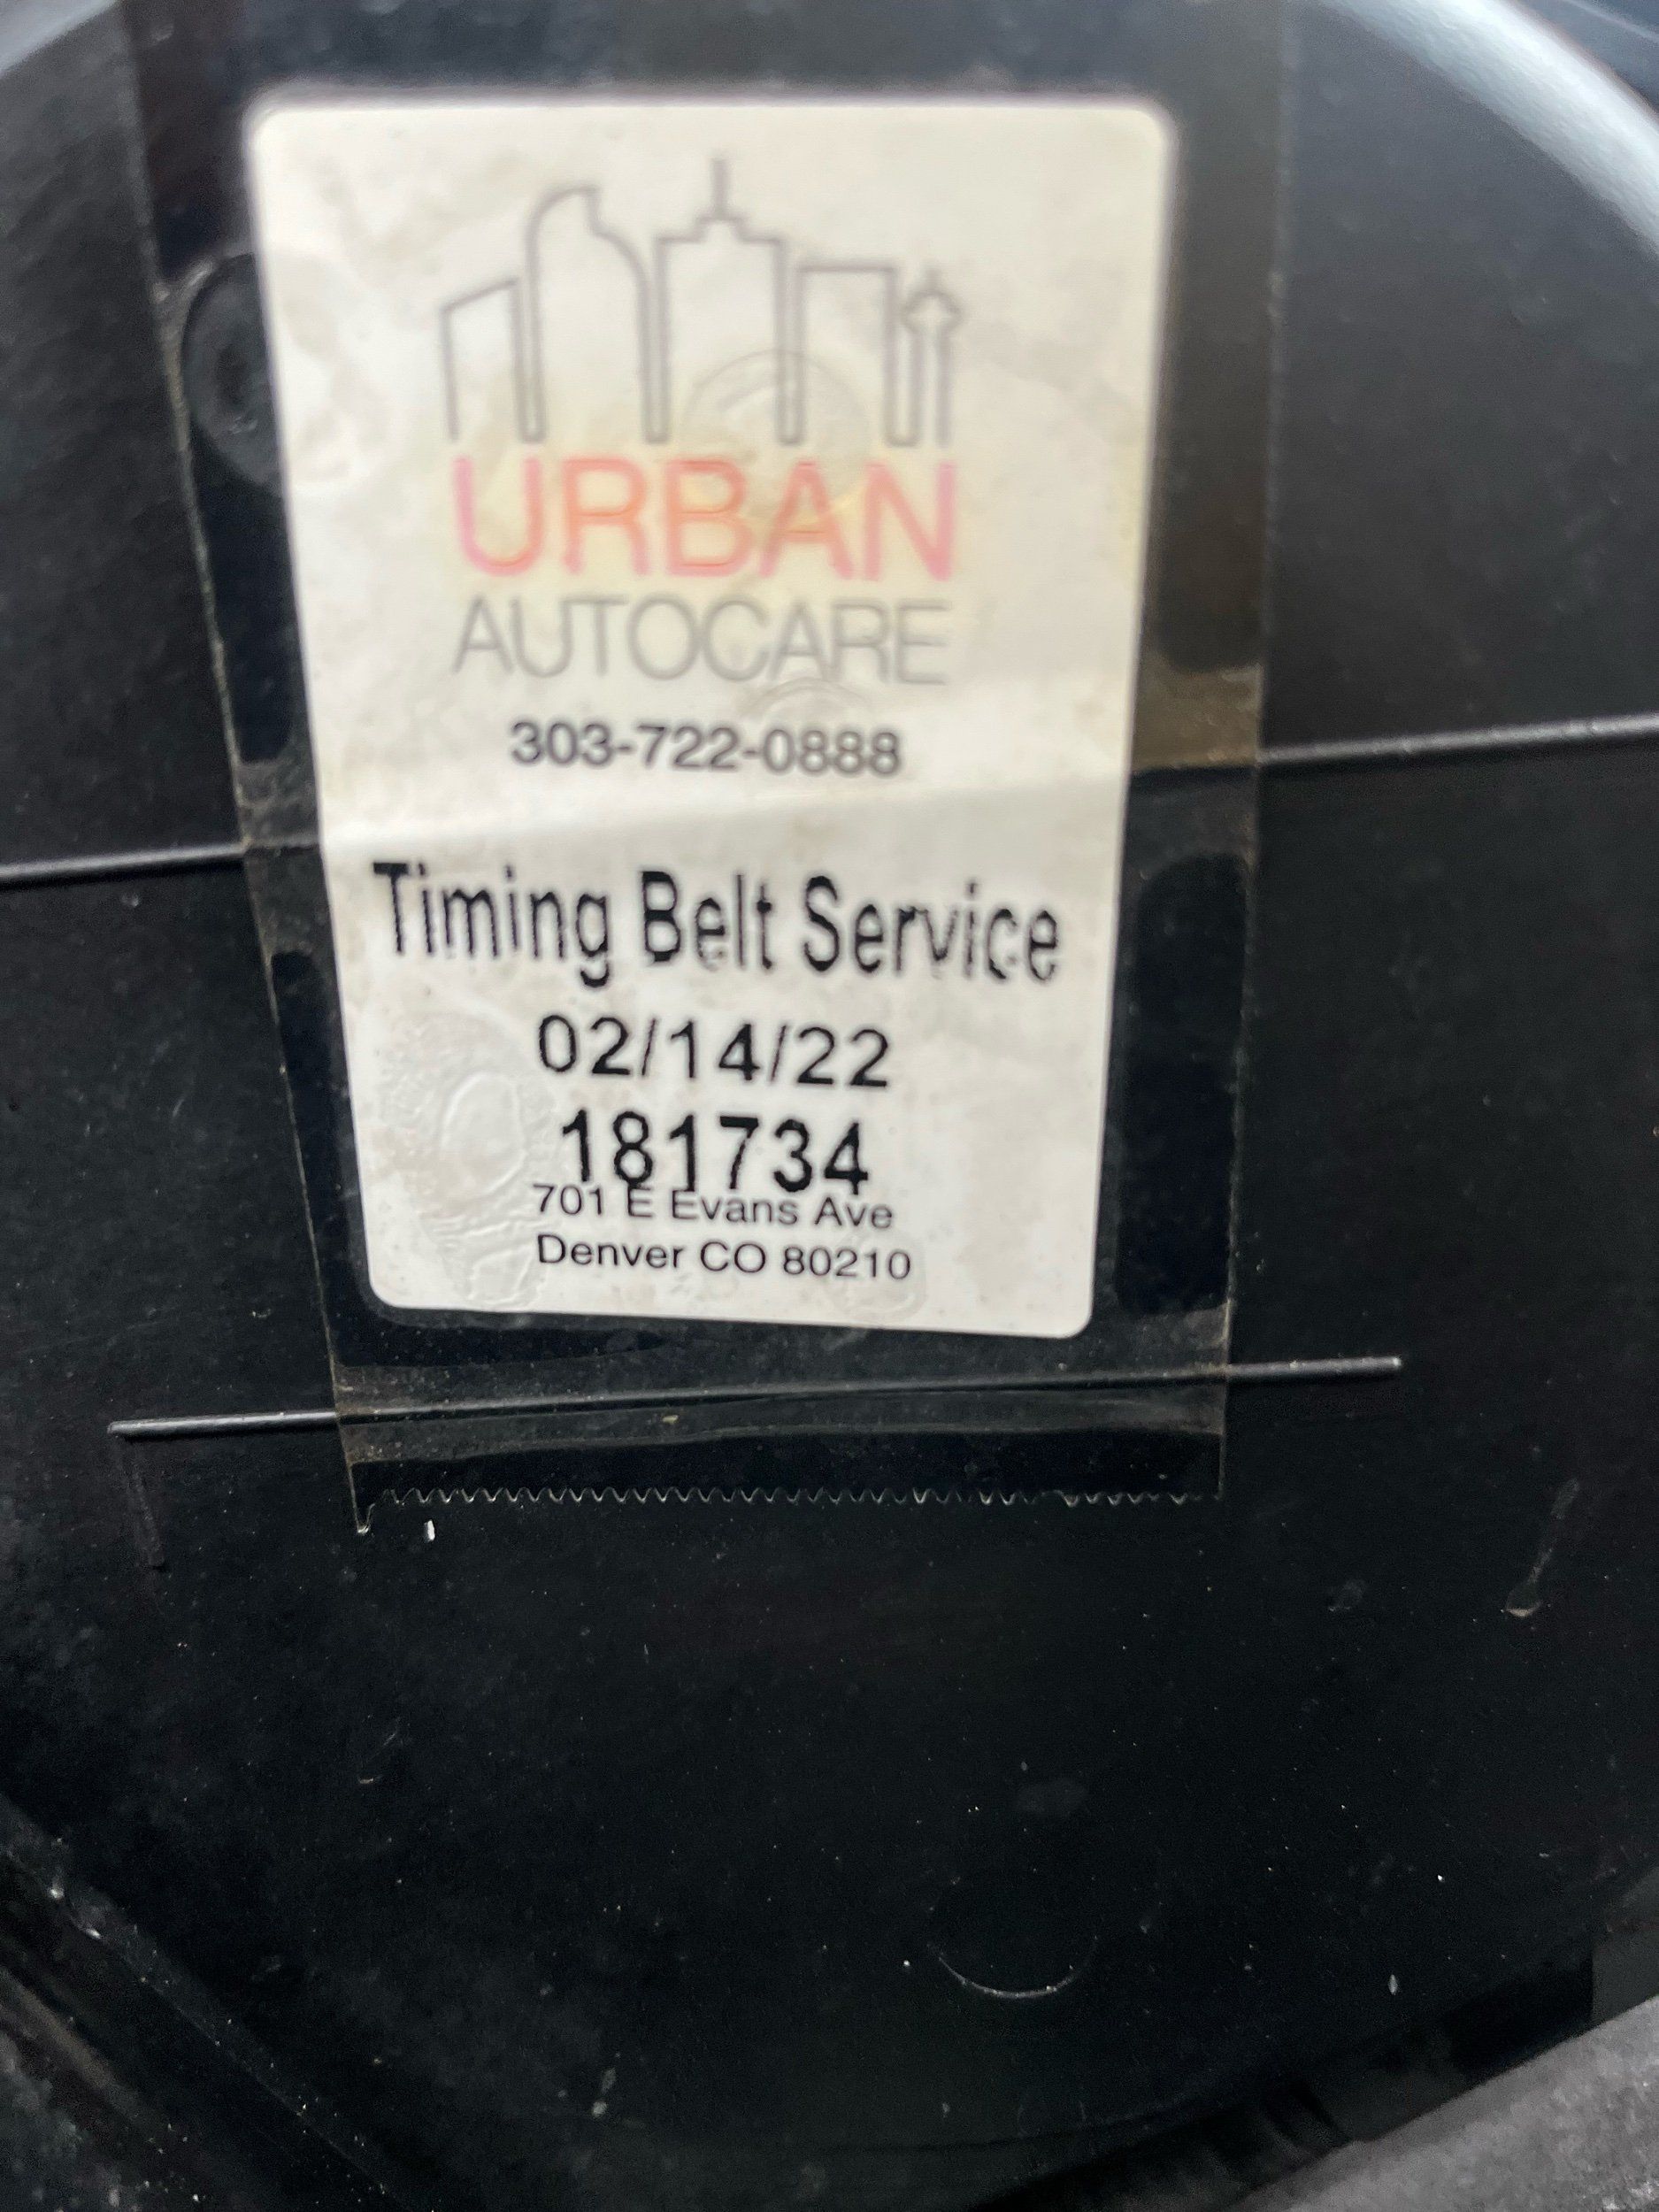 URBAN
AUTOCARE
303-722-0888
Timing Belt Service
02/14/22
181734
701 E Evans Ave
Denver CO 80210